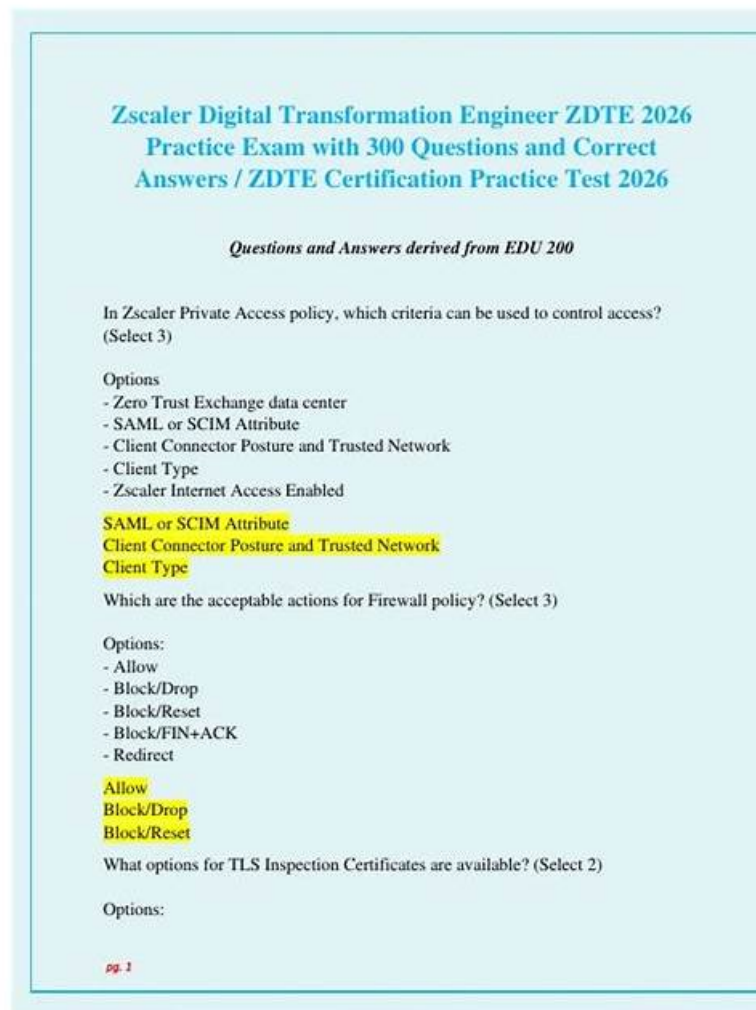 Zscaler Digital Transformation Engineer ZDTE 2026
Practice Exam with 300 Questions and Correct
Answers / ZDTE Certification Practice Test 2026
Questions and Answers derived from EDU 200
In Zscaler Private Access policy, which criteria can be used to control access?
(Select 3)
Options
- Zero Trust Exchange data center
- SAML or SCIM Attribute
- Client Connector Posture and Trusted Network
- Client Type
- Zscaler Internet Access Enabled
SAML or SCIM Attribute
Client Connector Posture and Trusted Network
Client Type
Which are the acceptable actions for Firewall policy? (Select 3)
Options:
- Allow
- Block/Drop
- Block/Reset
- Block/FIN+ACK
- Redirect
Allow
Block/Drop
Block/Reset
What options for TLS Inspection Certificates are available? (Select 2)
Options:
pg. 1